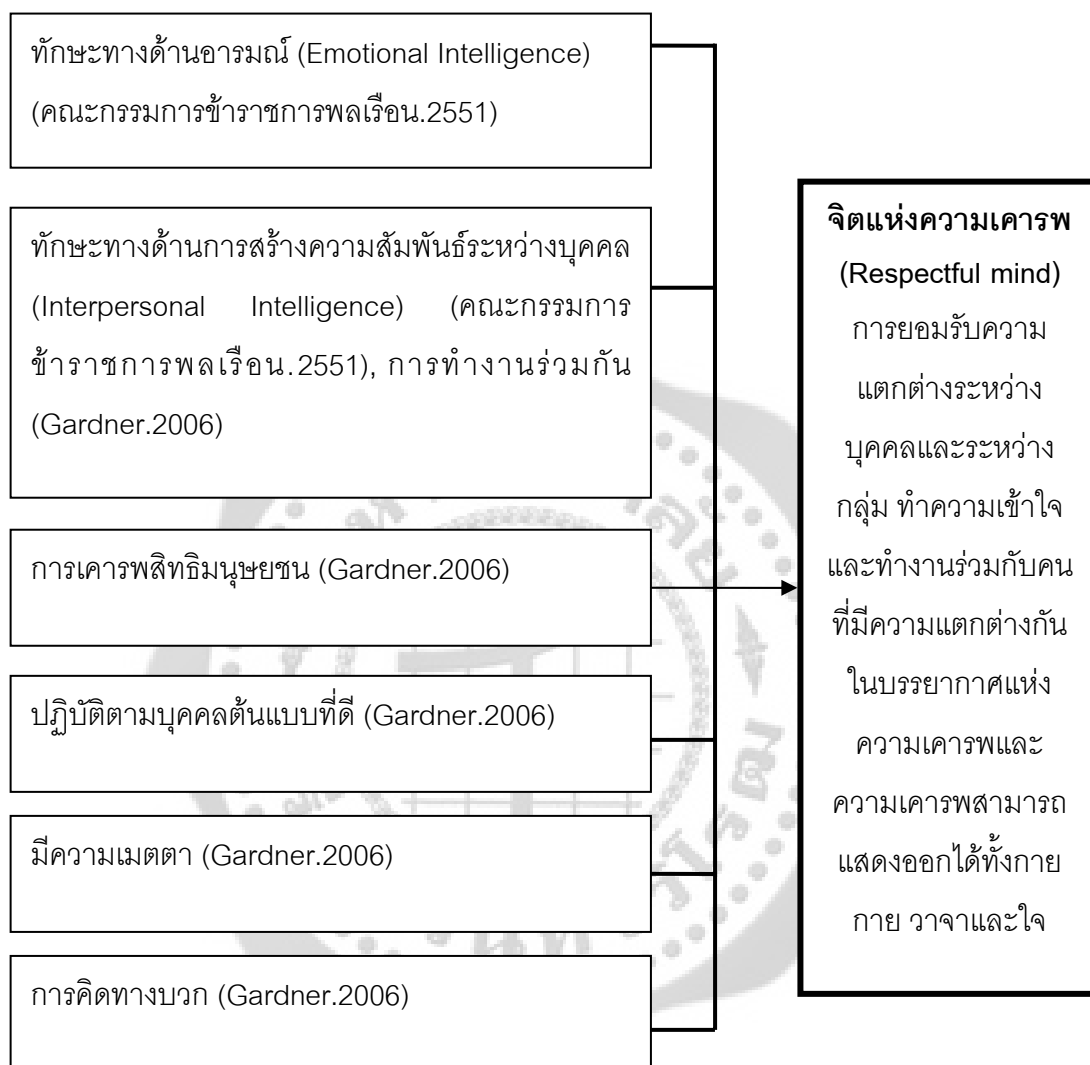 ทักษะทางด้านอารมณ์ (Emotional Intelligence)
(คณะกรรมการข้าราชการพลเรือน.2551)
ทักษะทางด้านการสร้างความสัมพันธ์ระหว่างบุคคล
(Interpersonal Intelligence) (คณะกรรมการ
ข้าราชการพลเรือน.2551), การทำงานร่วมกัน
(Gardner.2006)
การเคารพสิทธิมนุษยชน (Gardner.2006)
ปฏิบัติตามบุคคลต้นแบบที่ดี (Gardner.2006)
มีความเมตตา (Gardner.2006)
การคิดทางบวก (Gardner.2006)
จิตแห่งความเคารพ
(Respectful mind)
การยอมรับความ
แตกต่างระหว่าง
บุคคลและระหว่าง
กลุ่ม ทำความเข้าใจ
และทำงานร่วมกับคน
ที่มีความแตกต่างกัน
ในบรรยากาศแห่ง
ความเคารพและ
ความเคารพสามารถ
แสดงออกได้ทั้งกาย
กาย วาจาและใจ